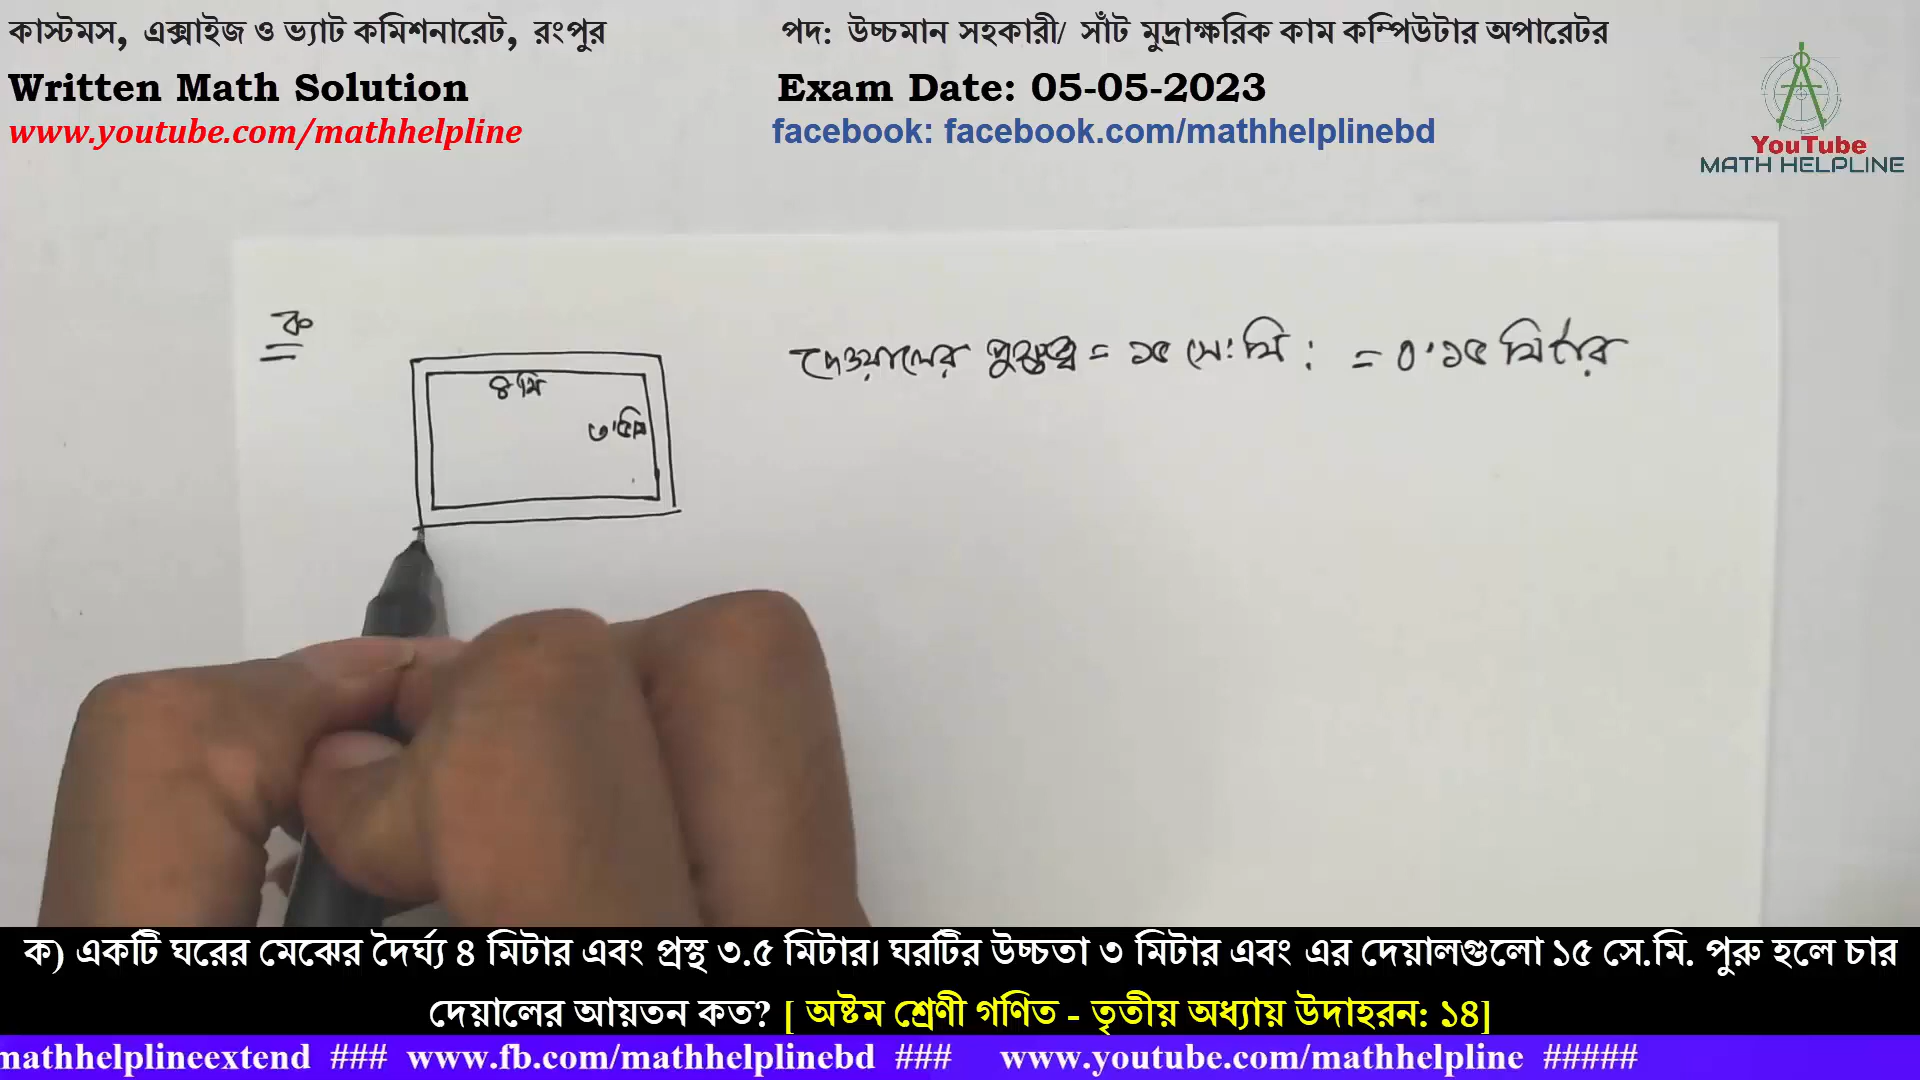 কাস্টমস, এক্সাইজ ও ভ্যাট কমিশনারেট, রংপুর
পদ: উচ্চমান সহকারী/ সাঁট মুদ্রাক্ষরিক কাম কম্পিউটার অপারেটর
Written Math Solution
Exam Date: 05-05-2023
www.youtube.com/mathhelpline
facebook: facebook.com/mathhelplinebd
YouTube
MATH HELPLINE
ক
৪ মি
৩.৫মি
দেওয়ালের পুরুত্ব = ১৫ সে: মি: = ০.১৫ মিটার
ক) একটি ঘরের মেঝের দৈর্ঘ্য ৪ মিটার এবং প্রস্থ ৩.৫ মিটার। ঘরটির উচ্চতা ৩ মিটার এবং এর দেয়ালগুলো ১৫ সে.মি. পুরু হলে চার
দেয়ালের আয়তন কত? [ অষ্টম শ্রেণী গণিত - তৃতীয় অধ্যায় উদাহরন: ১৪]
mathhelplineextend ### www.fb.com/mathhelplinebd ### www.youtube.com/mathhelpline #####